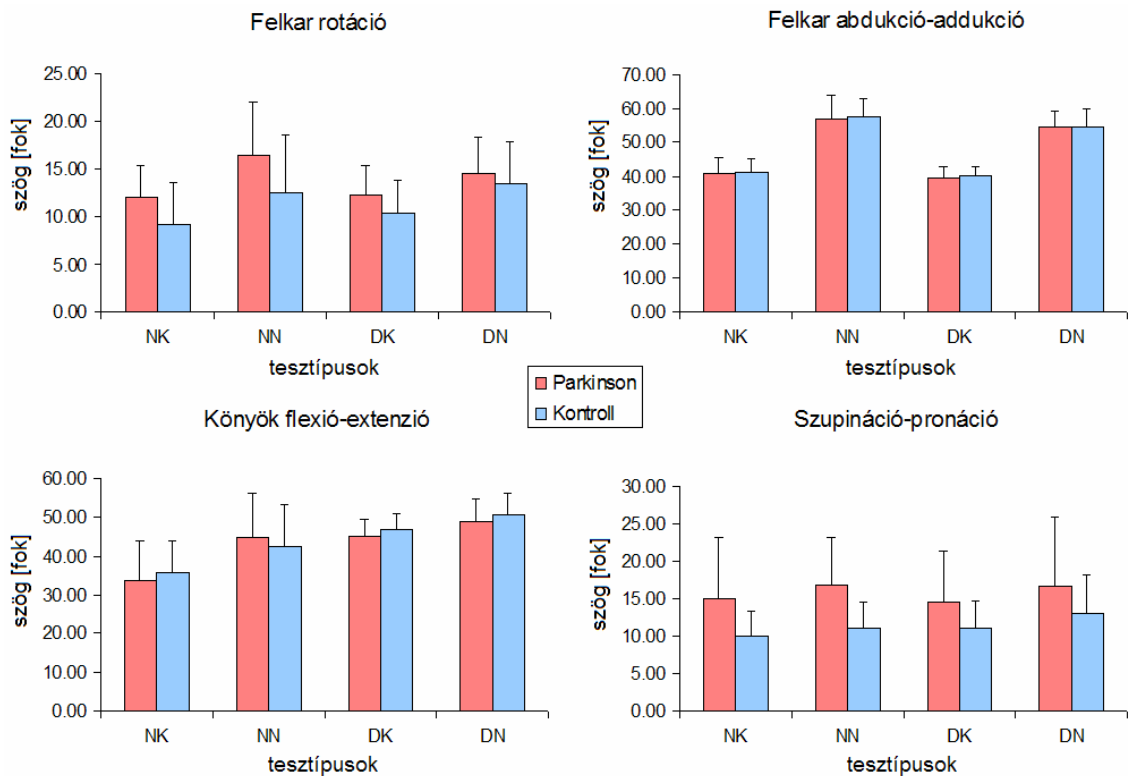 Felkar rotáció
szög [fok]
25.00
20.00
15.00
10.00
5.00
0.00
NK NN DK DN
tesztípusok
Felkar abdukció-addukció
szög [fok]
70.00
60.00
50.00
40.00
30.00
20.00
10.00
0.00
NK NN DK DN
tesztípusok
Parkinson
Kontroll
Könyök flexió-extenzió
szög [fok]
60.00
50.00
40.00
30.00
20.00
10.00
0.00
NK NN DK DN
tesztípusok
Szupináció-pronáció
szög [fok]
30.00
25.00
20.00
15.00
10.00
5.00
0.00
NK NN DK DN
tesztípusok